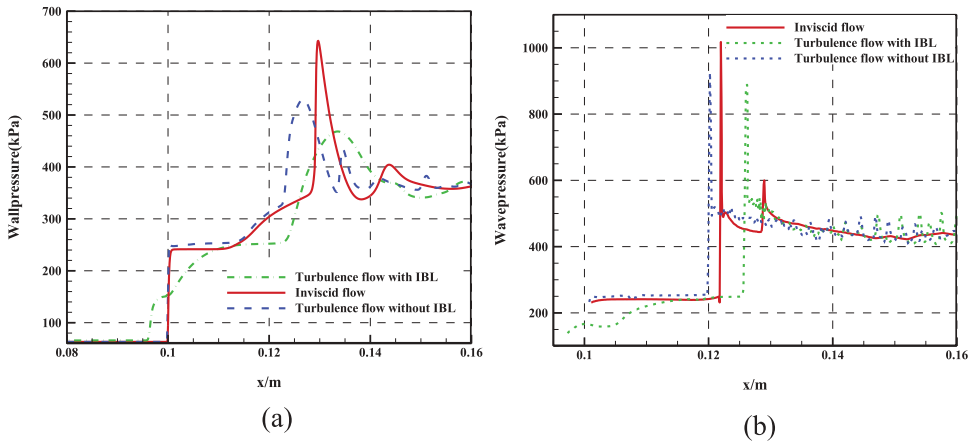 700
600
500
400
300
200
100
Wallpressure(kPa)
Turbulence flow with IBL
Inviscid flow
Turbulence flow without IBL
0.08 0.1 0.12 0.14 0.16
x/m
(a)
Inviscid flow
Turbulence flow with IBL
Turbulence flow without IBL
1000
800
600
400
200
Wavepressure(kPa)
0.1 0.12 0.14 0.16
x/m
(b)